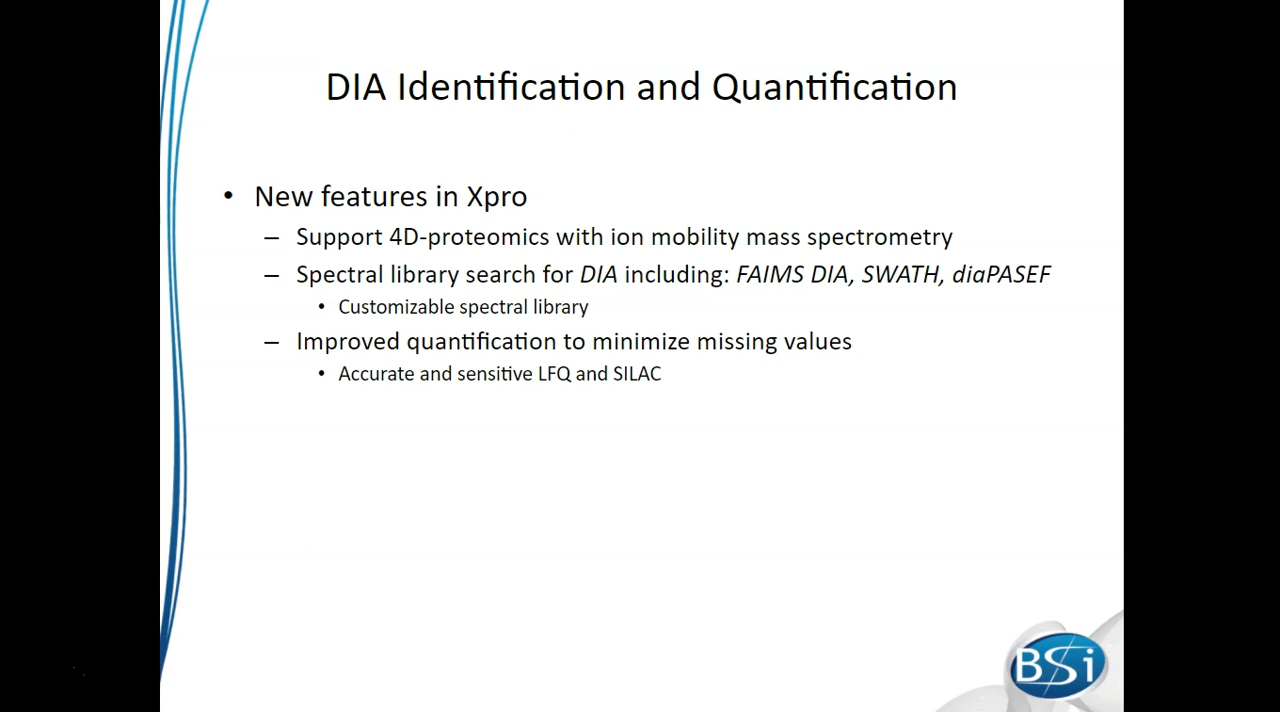 DIA Identification and Quantification
• New features in Xpro
– Support 4D-proteomics with ion mobility mass spectrometry
– Spectral library search for DIA including: FAIMS DIA, SWATH, diaPASEF
• Customizable spectral library
– Improved quantification to minimize missing values
• Accurate and sensitive LFQ and SILAC
BSi